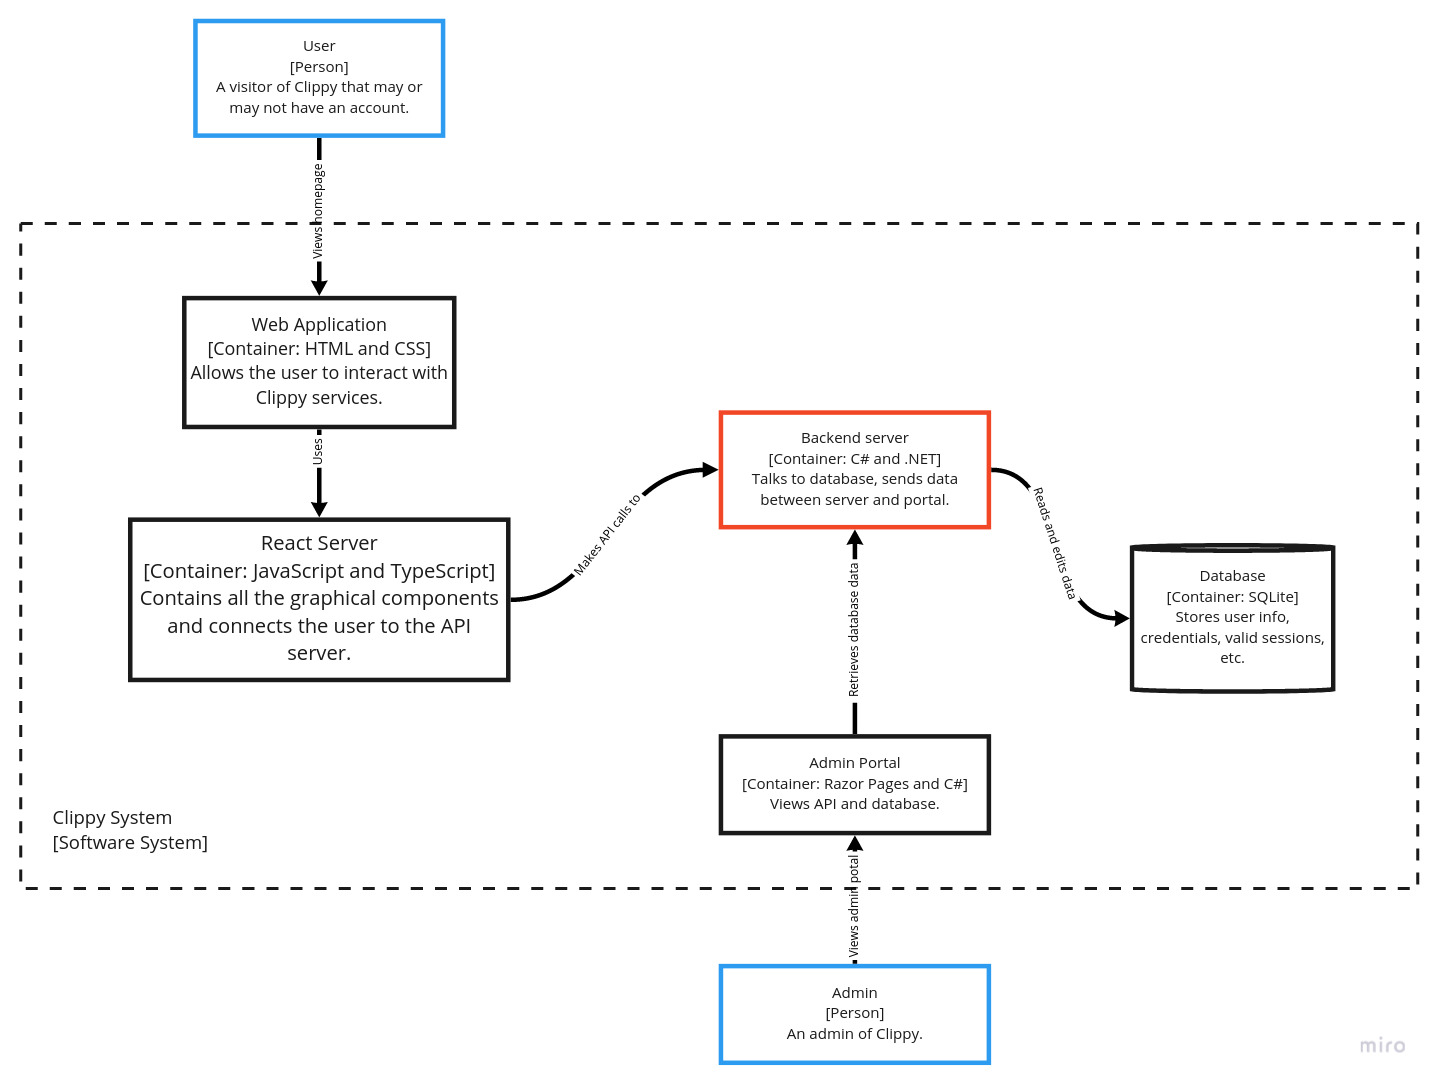 User
[Person]
A visitor of Clippy that may or
may not have an account.
Views homepage
Web Application
[Container: HTML and CSS]
Allows the user to interact with
Clippy services.
Uses
React Server
[Container: JavaScript and TypeScript]
Contains all the graphical components
and connects the user to the API
server.
Makes API calls to
Backend server
[Container: C# and .NET]
Talks to database, sends data
between server and portal.
Reads and edits data
Database
[Container: SQLite]
Stores user info,
credentials, valid sessions,
etc.
Retrieves database data
Admin Portal
[Container: Razor Pages and C#]
Views API and database.
Clippy System
[Software System]
Views admin potal
Admin
[Person]
An admin of Clippy.
miro